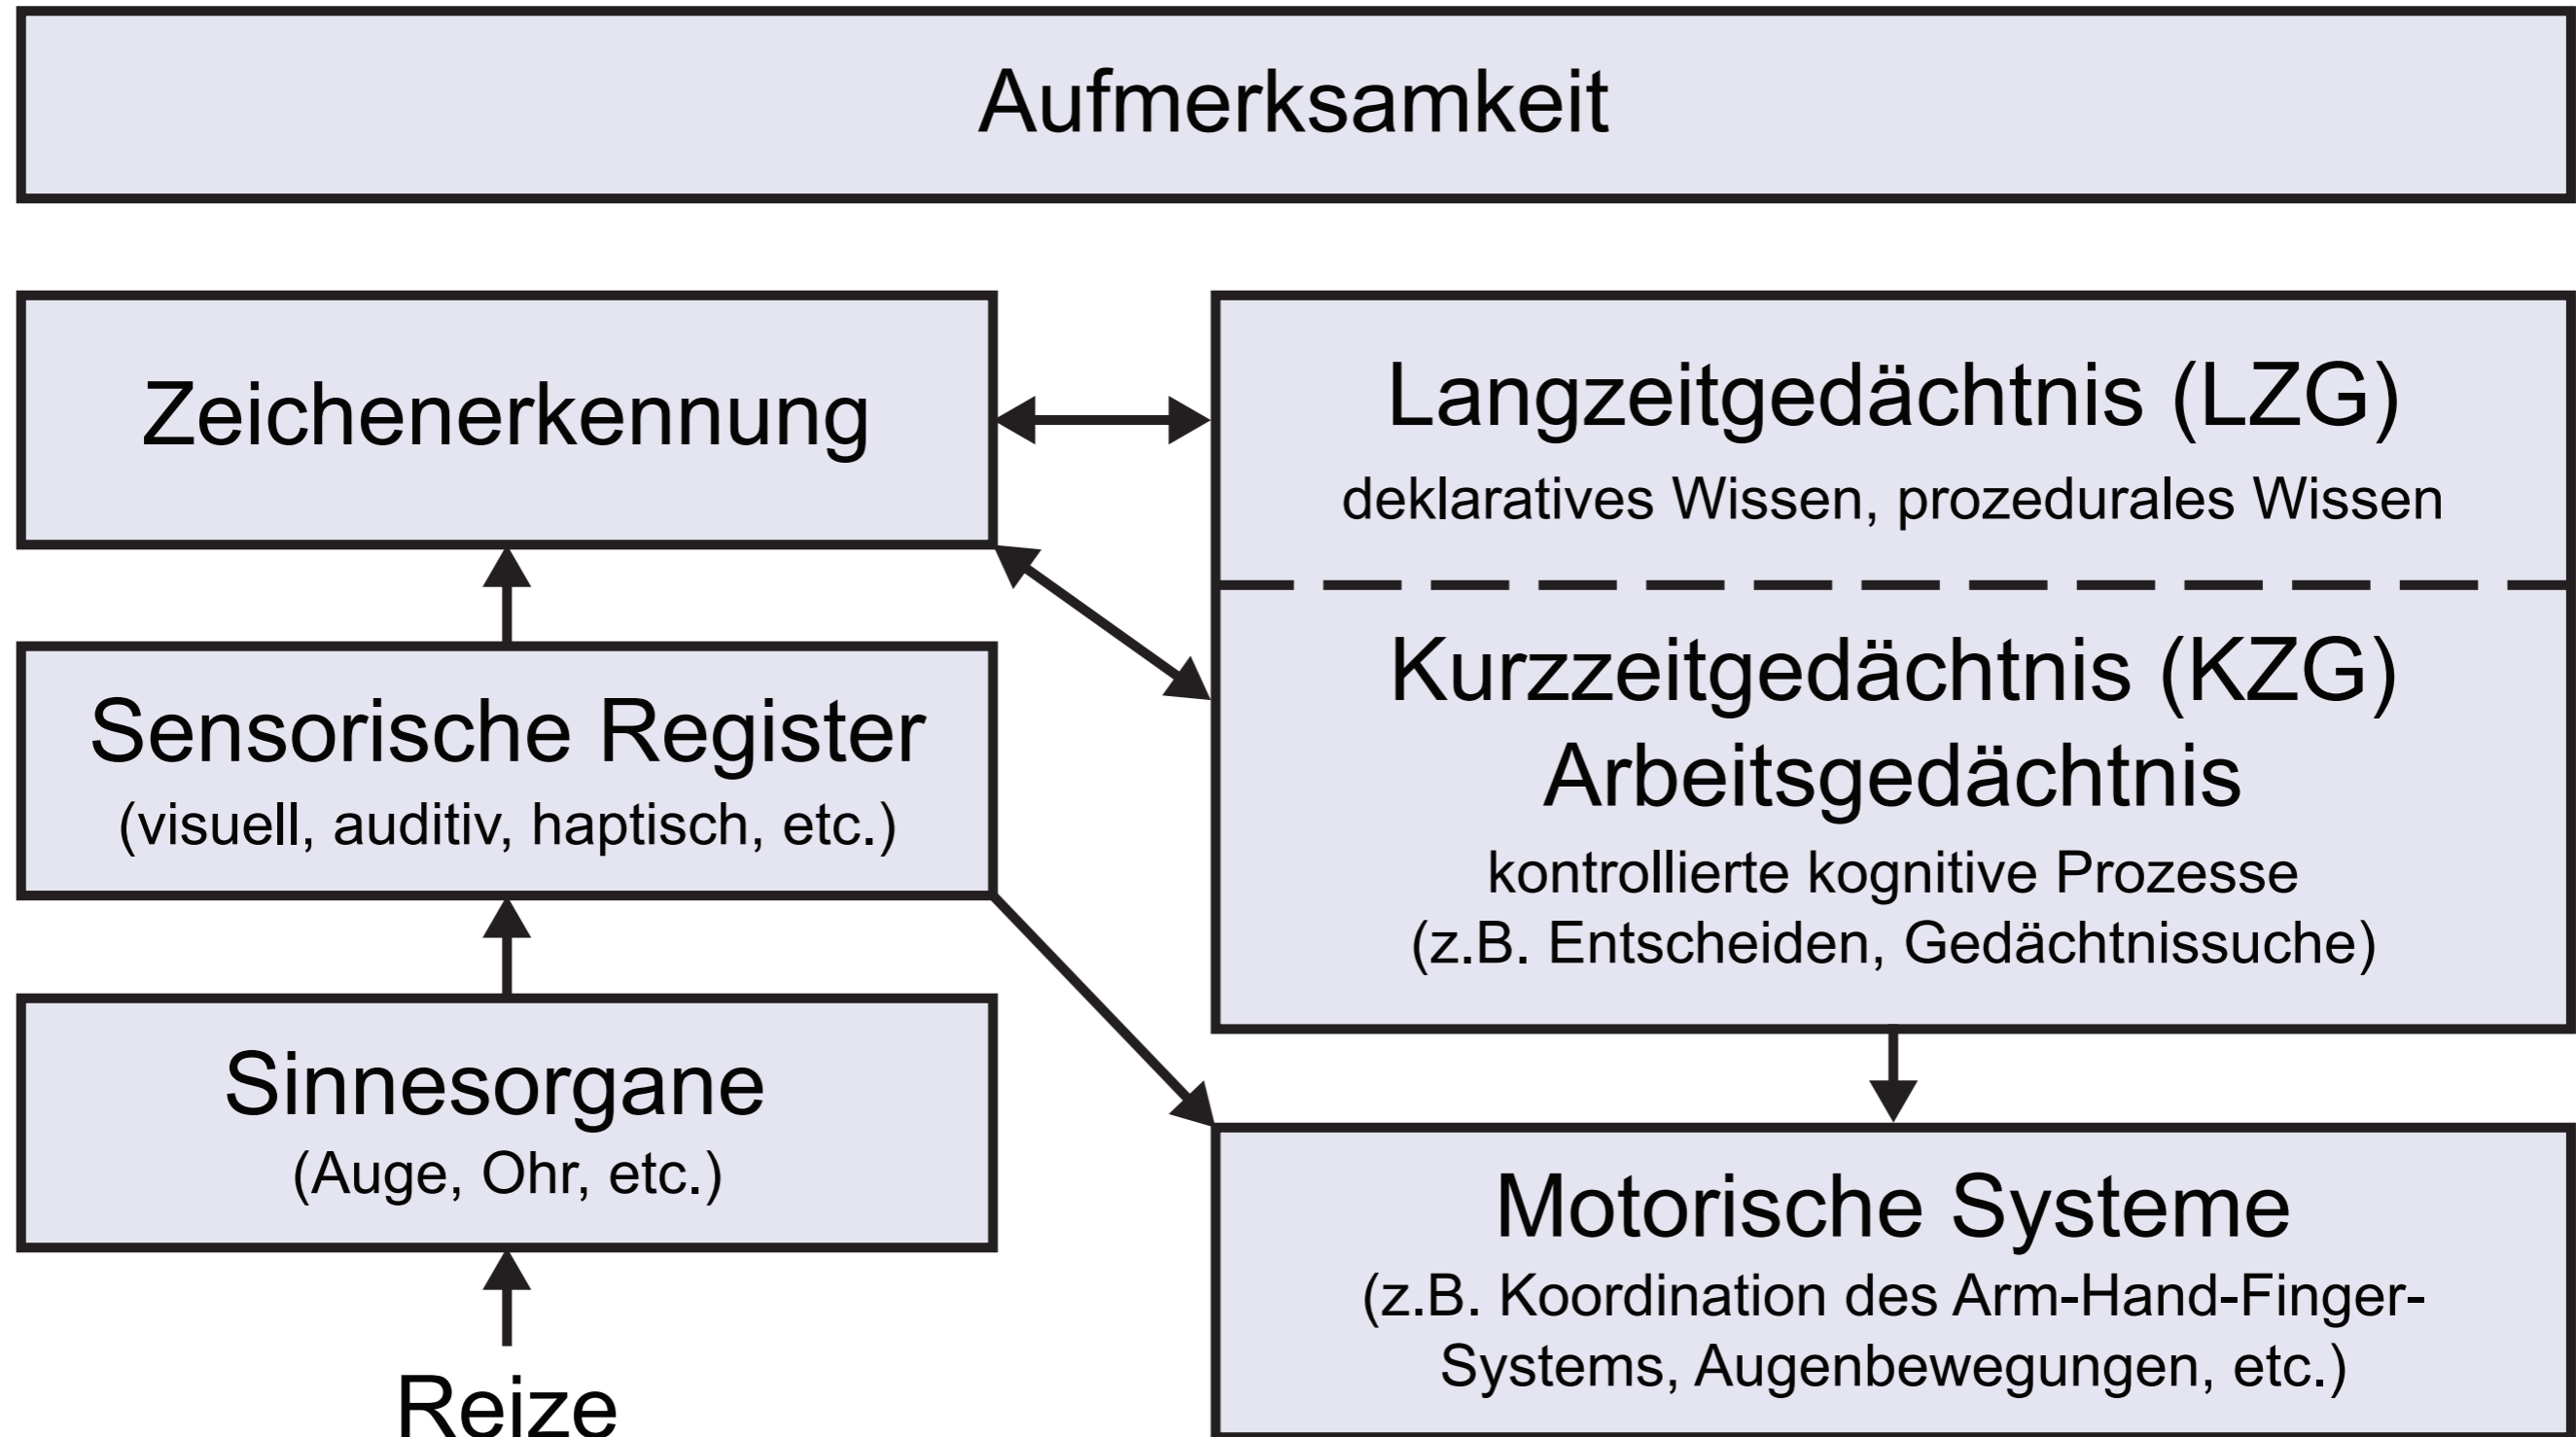 Aufmerksamkeit
Zeichenerkennung
Langzeitgedächtnis (LZG)
deklaratives Wissen, prozedurales Wissen
Kurzzeitgedächtnis (KZG)
Arbeitsgedächtnis
kontrollierte kognitive Prozesse
(z.B. Entscheiden, Gedächtnissuche)
Sensorische Register
(visuell, auditiv, haptisch, etc.)
Sinnesorgane
(Auge, Ohr, etc.)
Reize
Motorische Systeme
(z.B. Koordination des Arm-Hand-Finger-
Systems, Augenbewegungen, etc.)